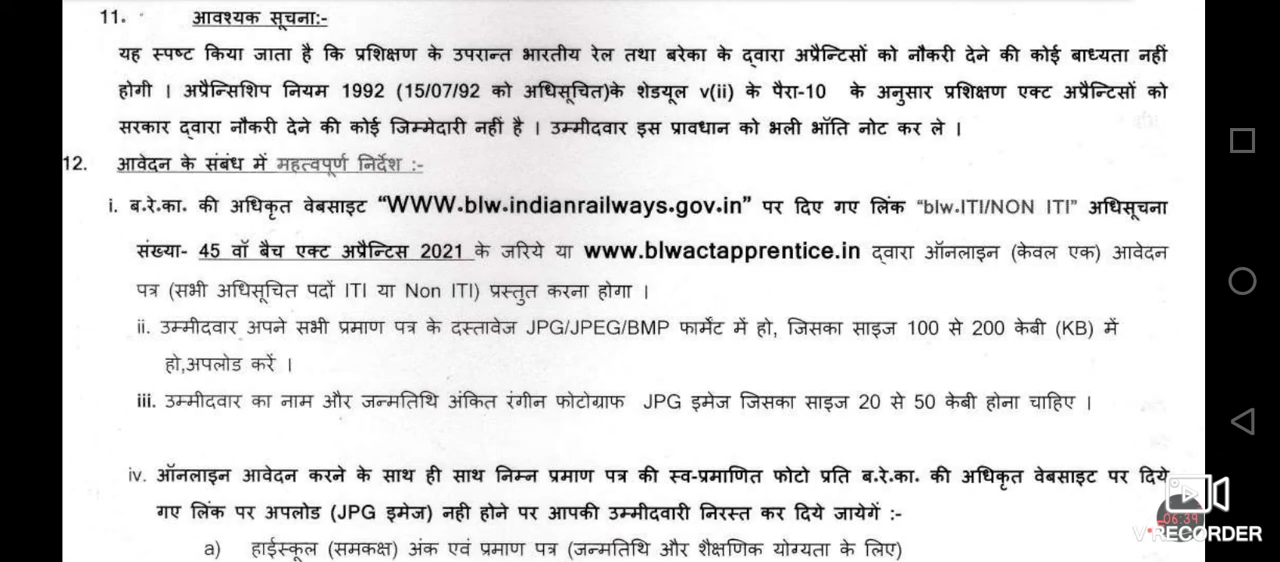 11. आवश्यक सूचना:-
यह स्पष्ट किया जाता है कि प्रशिक्षण के उपरान्त भारतीय रेल तथा बरेका के द्वारा अप्रैन्टिसों को नौकरी देने की कोई बाध्यता नहीं
होगी । अप्रैन्सिशिप नियम 1992 (15/07/92 को अधिसूचित)के शेडयूल v(ii) के पैरा-10 के अनुसार प्रशिक्षण एक्ट अप्रैन्टिसों को
सरकार द्वारा नौकरी देने की कोई जिम्मेदारी नहीं है । उम्मीदवार इस प्रावधान को भली भाँति नोट कर ले ।
12. आवेदन के संबंध में महत्वपूर्ण निर्देश :-
i. ब.रे.का. की अधिकृत वेबसाइट “WWW.blw.indianrailways.gov.in” पर दिए गए लिंक “blw.ITI/NON ITI” अधिसूचना
संख्या- 45 वॉ बैच एक्ट अप्रैन्टिस 2021 के जरिये या www.blwactapprentice.in द्वारा ऑनलाइन (केवल एक) आवेदन
पत्र (सभी अधिसूचित पदों ITI या Non ITI) प्रस्तुत करना होगा ।
ii. उम्मीदवार अपने सभी प्रमाण पत्र के दस्तावेज JPG/JPEG/BMP फार्मेट में हो, जिसका साइज 100 से 200 केबी (KB) में
हो,अपलोड करें ।
iii. उम्मीदवार का नाम और जन्मतिथि अंकित रंगीन फोटोग्राफ JPG इमेज जिसका साइज 20 से 50 केबी होना चाहिए ।
iv. ऑनलाइन आवेदन करने के साथ ही साथ निम्न प्रमाण पत्र की स्व-प्रमाणित फोटो प्रति ब.रे.का. की अधिकृत वेबसाइट पर दिये
गए लिंक पर अपलोड (JPG इमेज) नही होने पर आपकी उम्मीदवारी निरस्त कर दिये जायेगें :-
06:39
V RECORDER
a) हाईस्कूल (समकक्ष) अंक एवं प्रमाण पत्र (जन्मतिथि और शैक्षणिक योग्यता के लिए)